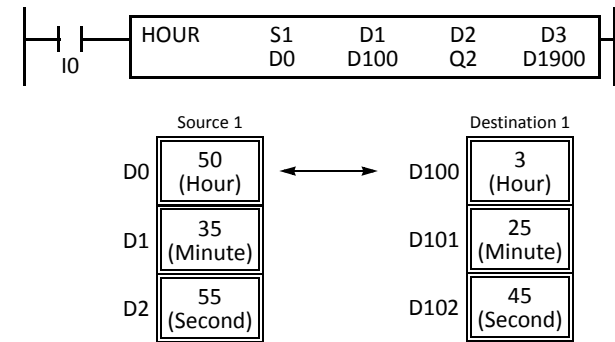 HOUR S1 D1 D2 D3
D0 D100 Q2 D1900
I0
Source 1 Destination 1
D0 50 (Hour) D100 3 (Hour)
D1 35 (Minute) D101 25 (Minute)
D2 55 (Second) D102 45 (Second)